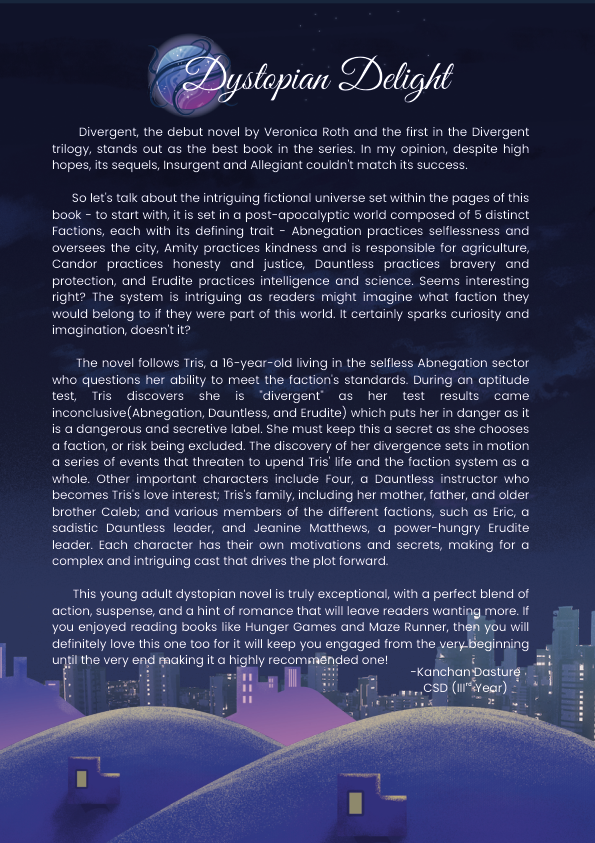 Dystopian Delight
Divergent, the debut novel by Veronica Roth and the first in the Divergent
trilogy, stands out as the best book in the series. In my opinion, despite high
hopes, its sequels, Insurgent and Allegiant couldn't match its success.
So let's talk about the intriguing fictional universe set within the pages of this
book - to start with, it is set in a post-apocalyptic world composed of 5 distinct
Factions, each with its defining trait - Abnegation practices selflessness and
oversees the city, Amity practices kindness and is responsible for agriculture,
Candor practices honesty and justice, Dauntless practices bravery and
protection, and Erudite practices intelligence and science. Seems interesting
right? The system is intriguing as readers might imagine what faction they
would belong to if they were part of this world. It certainly sparks curiosity and
imagination, doesn't it?
The novel follows Tris, a 16-year-old living in the selfless Abnegation sector
who questions her ability to meet the faction's standards. During an aptitude
test, Tris discovers she is "divergent" as her test results came
inconclusive(Abnegation, Dauntless, and Erudite) which puts her in danger as it
is a dangerous and secretive label. She must keep this a secret as she chooses
a faction, or risk being excluded. The discovery of her divergence sets in motion
a series of events that threaten to upend Tris' life and the faction system as a
whole. Other important characters include Four, a Dauntless instructor who
becomes Tris's love interest; Tris's family, including her mother, father, and older
brother Caleb; and various members of the different factions, such as Eric, a
sadistic Dauntless leader, and Jeanine Matthews, a power-hungry Erudite
leader. Each character has their own motivations and secrets, making for a
complex and intriguing cast that drives the plot forward.
This young adult dystopian novel is truly exceptional, with a perfect blend of
action, suspense, and a hint of romance that will leave readers wanting more. If
you enjoyed reading books like Hunger Games and Maze Runner, then you will
definitely love this one too for it will keep you engaged from the very beginning
until the very end making it a highly recommended one!
-Kanchan Dasture
CSD (IIIʳᵈ Year)